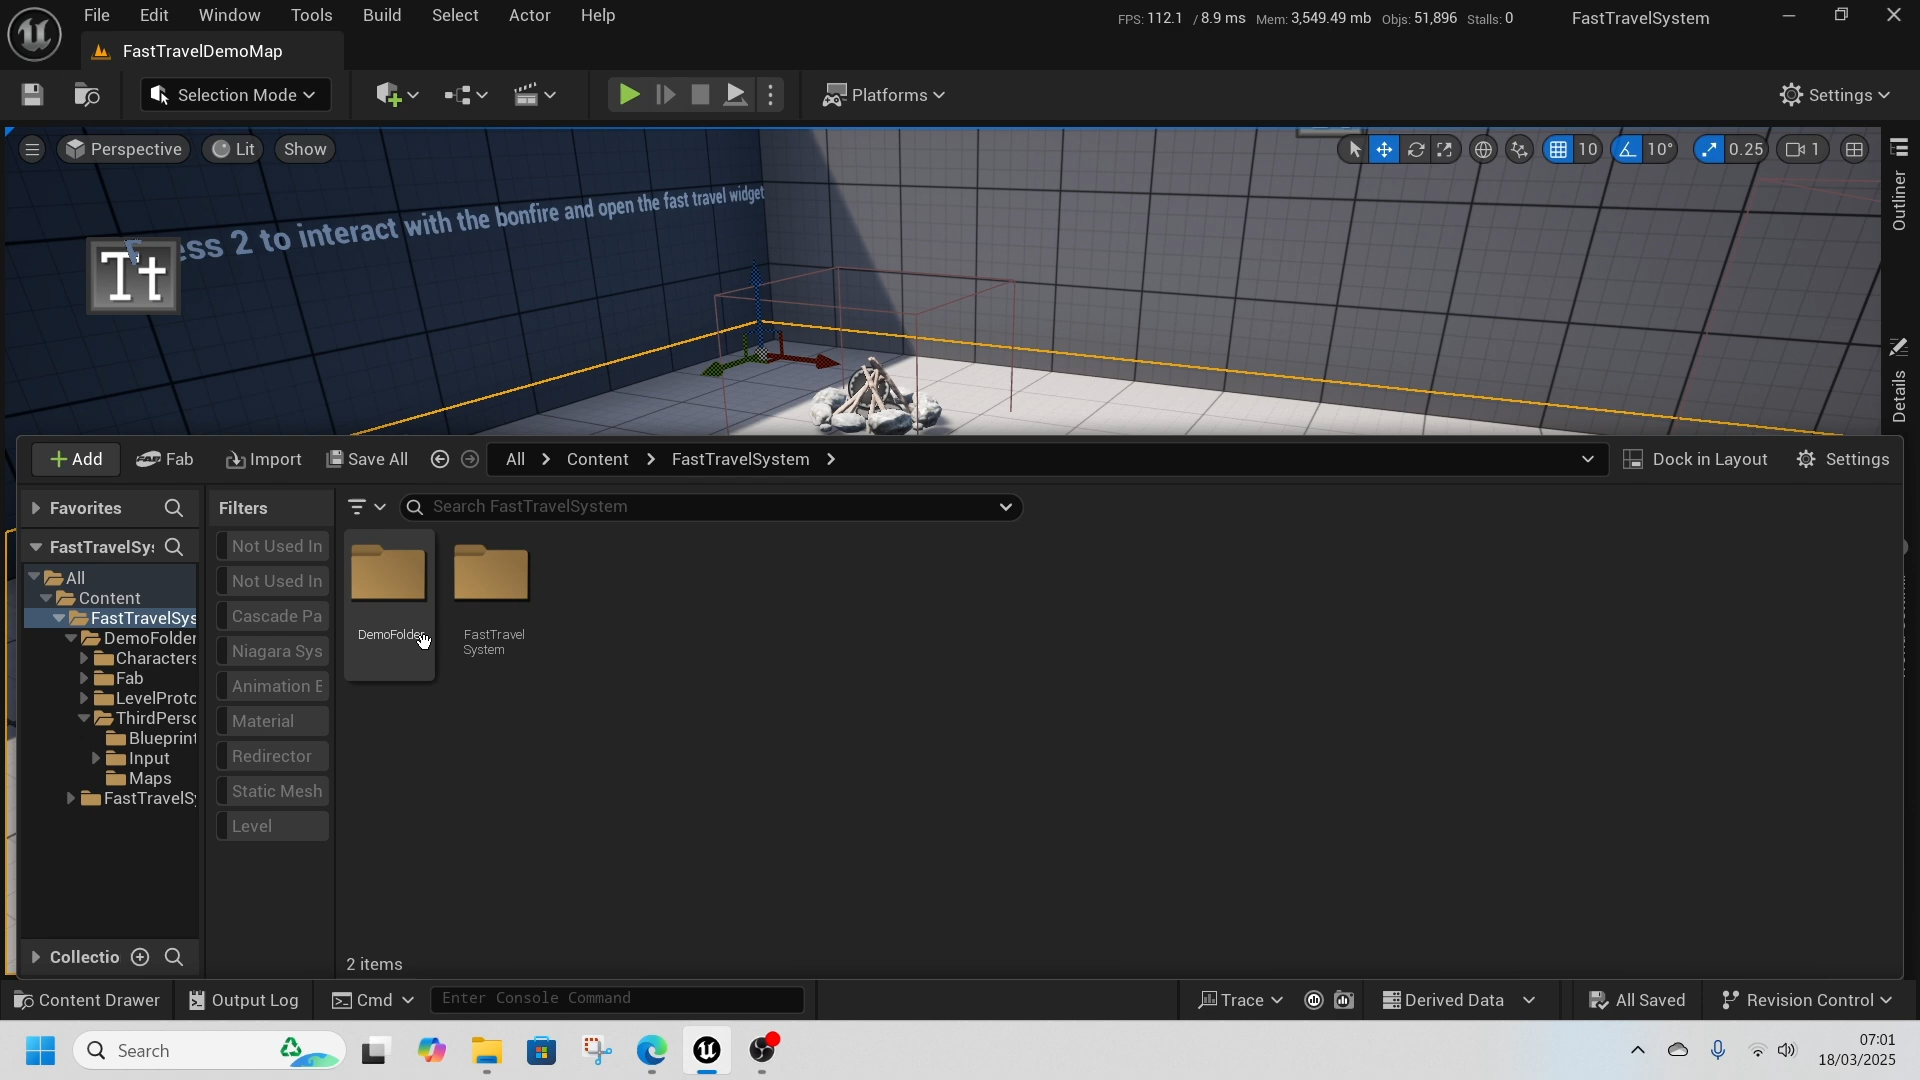 File Edit Window Tools Build Select Actor Help
FPS: 112.1 / 8.9 ms Mem: 3,549.49 mb Objs: 51,896 Stalls: 0
FastTravelSystem
FastTravelDemoMap
Selection Mode
Platforms
Settings
Perspective
Lit
Show
10
10°
0.25
1
Outliner
Details
ess 2 to interact with the bonfire and open the fast travel widget
Tt
Add
Fab
Import
Save All
All
Content
FastTravelSystem
Dock in Layout
Settings
Favorites
Filters
Search FastTravelSystem
FastTravelSy
All
Content
FastTravelSys
DemoFolder
Characters
Fab
LevelProto
ThirdPerso
Blueprint
Input
Maps
FastTravelSy
Not Used In
Not Used In
Cascade Pa
Niagara Sys
Animation B
Material
Redirector
Static Mesh
Level
DemoFolder
FastTravel
System
2 items
Collectio
Content Drawer
Output Log
Cmd
Enter Console Command
Trace
Derived Data
All Saved
Revision Control
Search
07:01
18/03/2025